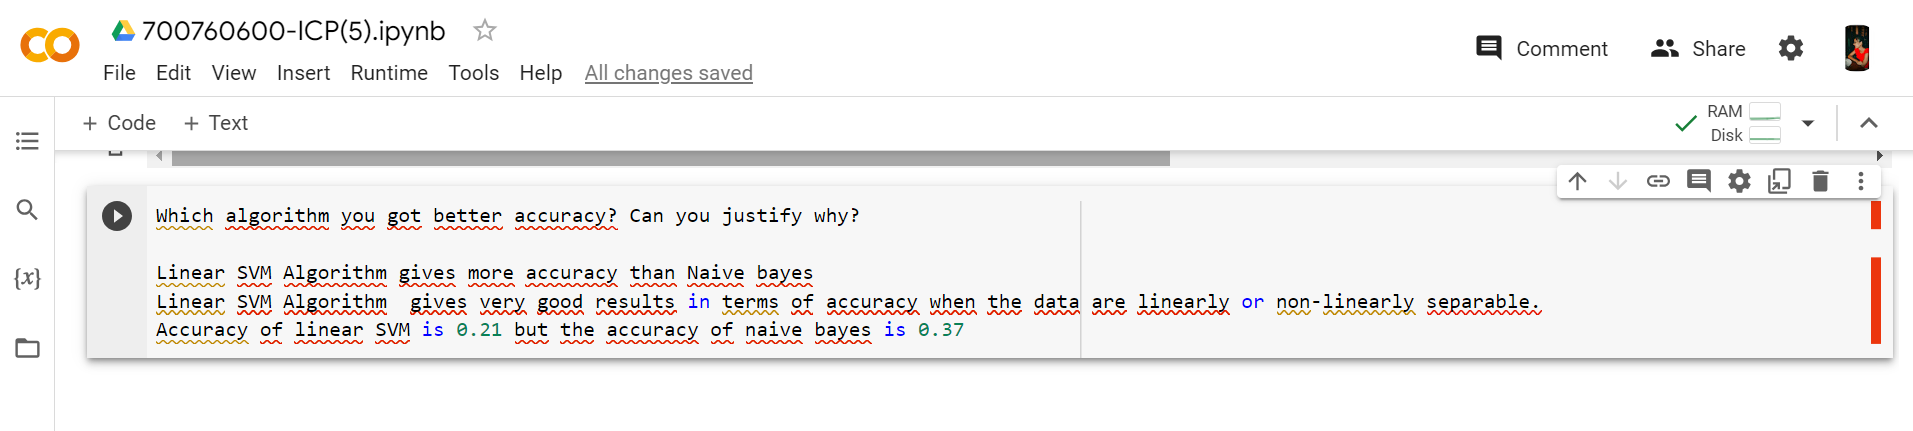 700760600-ICP(5).ipynb
Comment Share
File Edit View Insert Runtime Tools Help All changes saved
+ Code + Text
RAM
Disk
{x}
Which algorithm you got better accuracy? Can you justify why?
Linear SVM Algorithm gives more accuracy than Naive bayes
Linear SVM Algorithm  gives very good results in terms of accuracy when the data are linearly or non-linearly separable.
Accuracy of linear SVM is 0.21 but the accuracy of naive bayes is 0.37